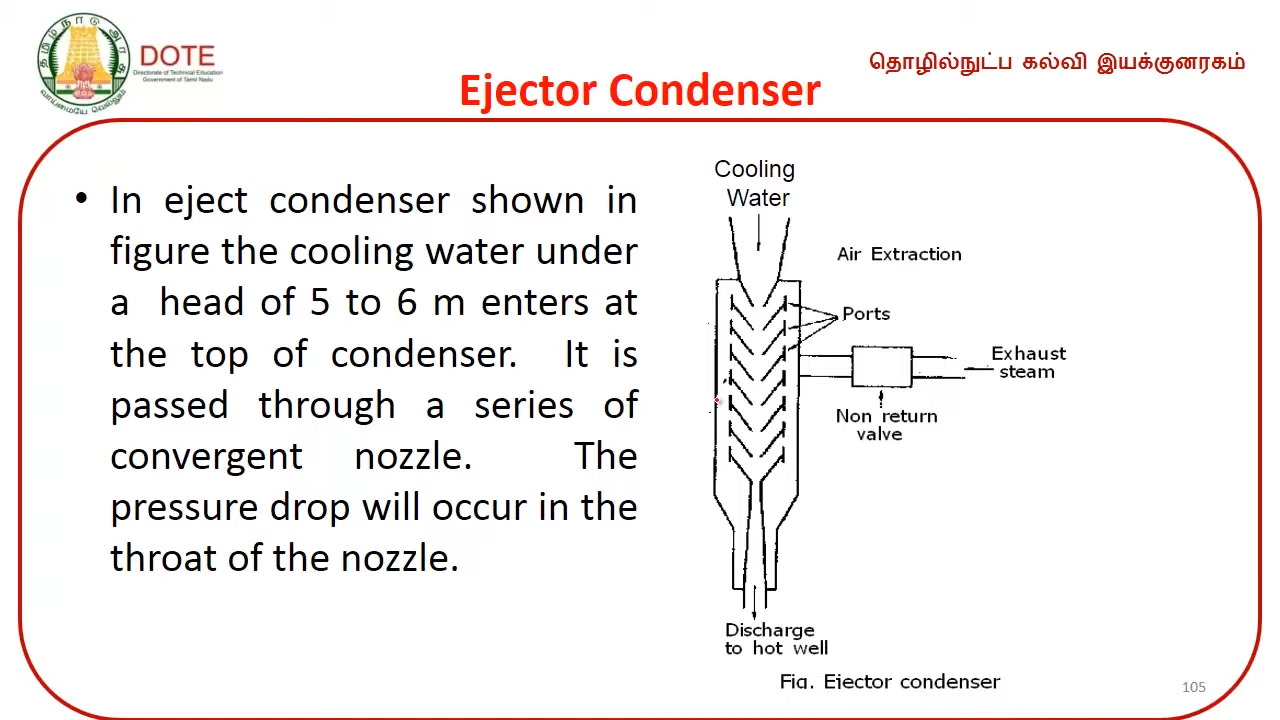 தமிழ்நாடு அரசு
வாய்மையே வெல்லும்
DOTE
Directorate of Technical Education
Government of Tamil Nadu
தொழில்நுட்ப கல்வி இயக்குனரகம்
Ejector Condenser
• In eject condenser shown in
figure the cooling water under
a head of 5 to 6 m enters at
the top of condenser. It is
passed through a series of
convergent nozzle. The
pressure drop will occur in the
throat of the nozzle.
Cooling
Water
Air Extraction
Ports
Exhaust
steam
Non return
valve
Discharge
to hot well
Fig. Ejector condenser
105